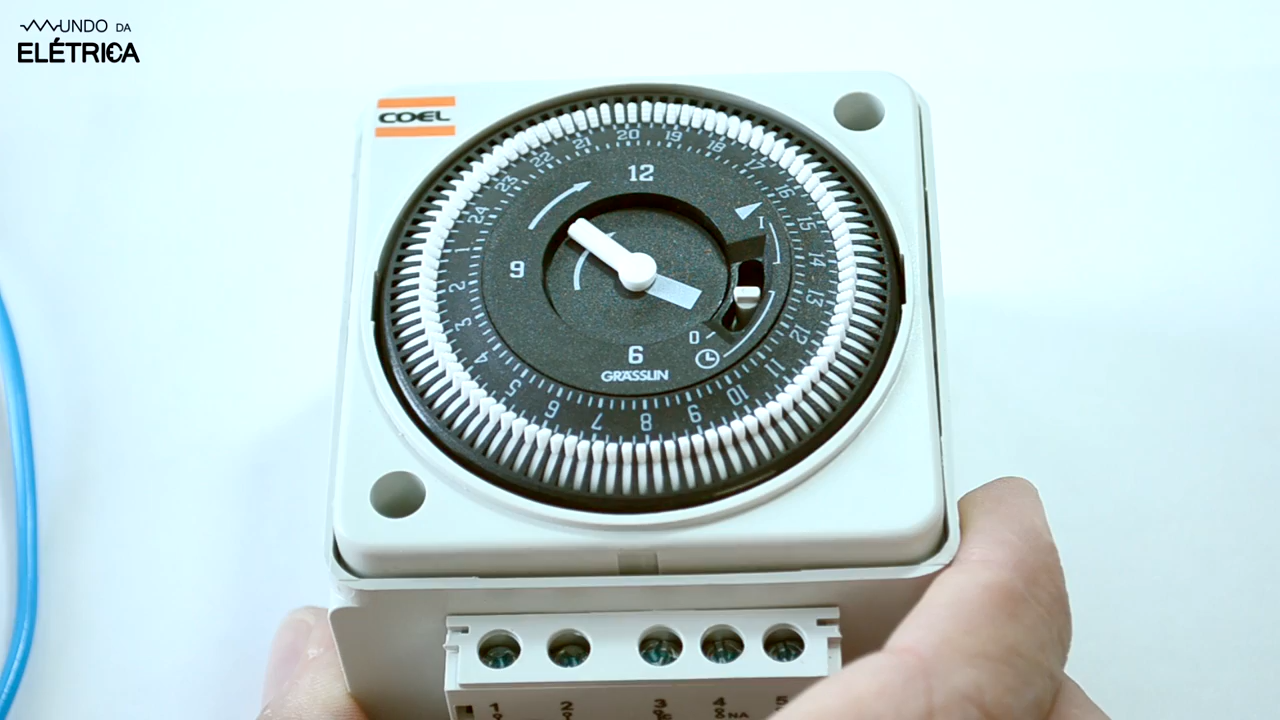 MUNDO DA
ELÉTRICA
COEL
12
9
6
I
0
GRÄSSLIN
1 2 3 4 5 6 7 8 9 10 11 12 13 14 15 16 17 18 19 20 21 22 23 24
1 2 3 4 5
NA